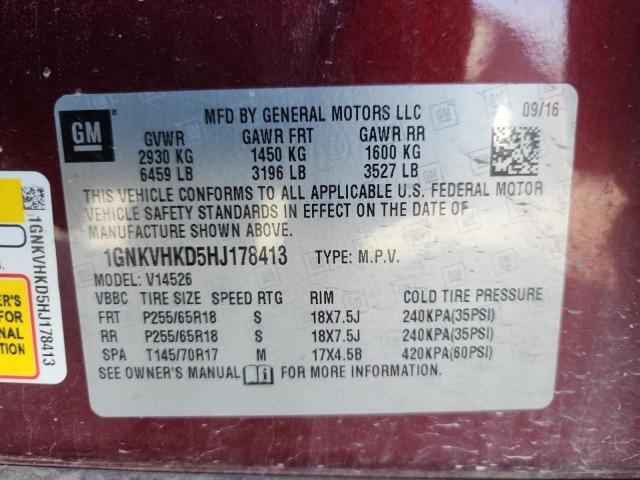 GM
MFD BY GENERAL MOTORS LLC
09/16
GVWR GAWR FRT GAWR RR
2930 KG 1450 KG 1600 KG
6459 LB 3196 LB 3527 LB
THIS VEHICLE CONFORMS TO ALL APPLICABLE U.S. FEDERAL MOTOR
VEHICLE SAFETY STANDARDS IN EFFECT ON THE DATE OF
MANUFACTURE SHOWN ABOVE.
1GNKVHKD5HJ178413 TYPE: M.P.V.
MODEL: V14526
VBBC TIRE SIZE SPEED RTG RIM COLD TIRE PRESSURE
FRT P255/65R18 S 18X7.5J 240KPA(35PSI)
RR P255/65R18 S 18X7.5J 240KPA(35PSI)
SPA T145/70R17 M 17X4.5B 420KPA(60PSI)
SEE OWNER'S MANUAL i FOR MORE INFORMATION.
1GNKVHKD5HJ178413
ER'S
FOR
NAL
ION